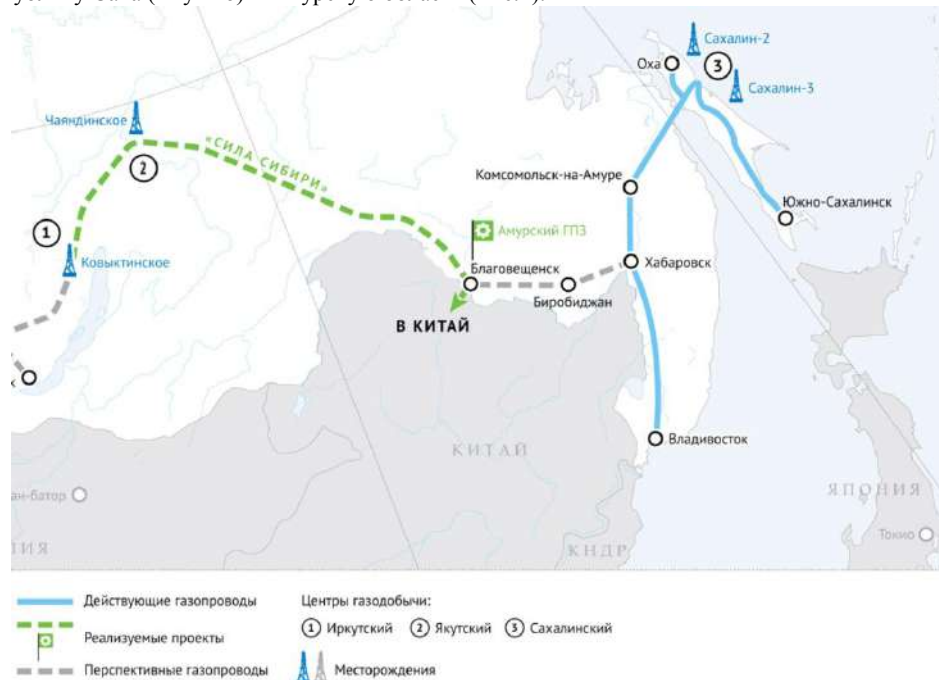 Сахалин-2
Оха
3
Сахалин-3
Чаяндинское
«СИЛА СИБИРИ»
2
Комсомольск-на-Амуре
Южно-Сахалинск
1
Ковыктинское
Амурский ГПЗ
Благовещенск
Хабаровск
Биробиджан
В КИТАЙ
КИТАЙ
Владивосток
ЯПОНИЯ
Токио
КНДР
Действующие газопроводы
Реализуемые проекты
Перспективные газопроводы
Центры газодобычи:
1 Иркутский 2 Якутский 3 Сахалинский
Месторождения